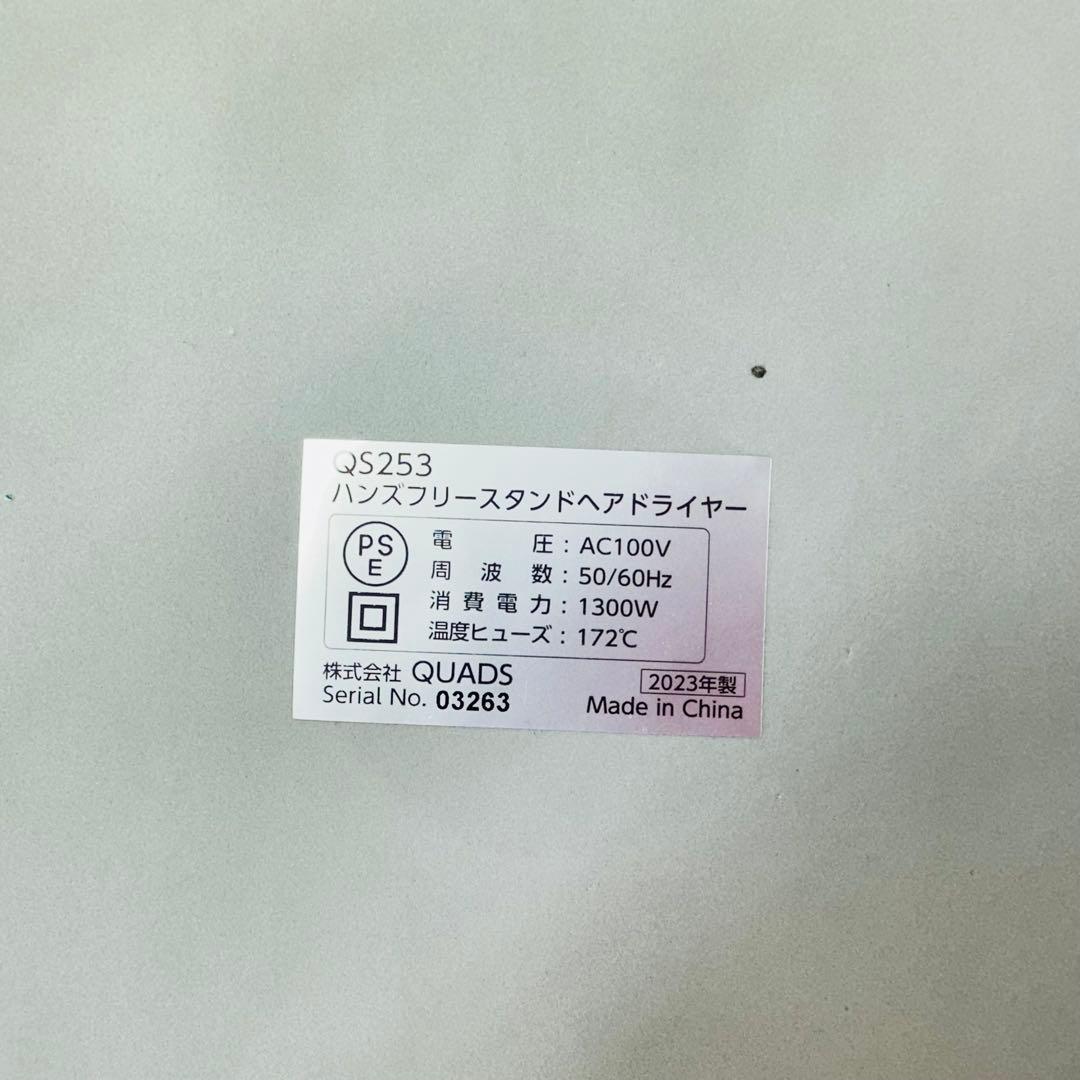 QS253
ハンズフリースタンドヘアドライヤー
PS
E
電圧：AC100V
周波数：50/60Hz
消費電力：1300W
温度ヒューズ：172℃
株式会社 QUADS
2023年製
Serial No. 03263
Made in China